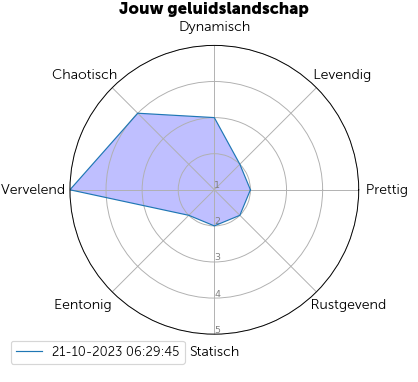 Jouw geluidslandschap
Dynamisch
Chaotisch
Levendig
Vervelend
Prettig
1
2
3
4
5
Eentonig
Rustgevend
Statisch
21-10-2023 06:29:45